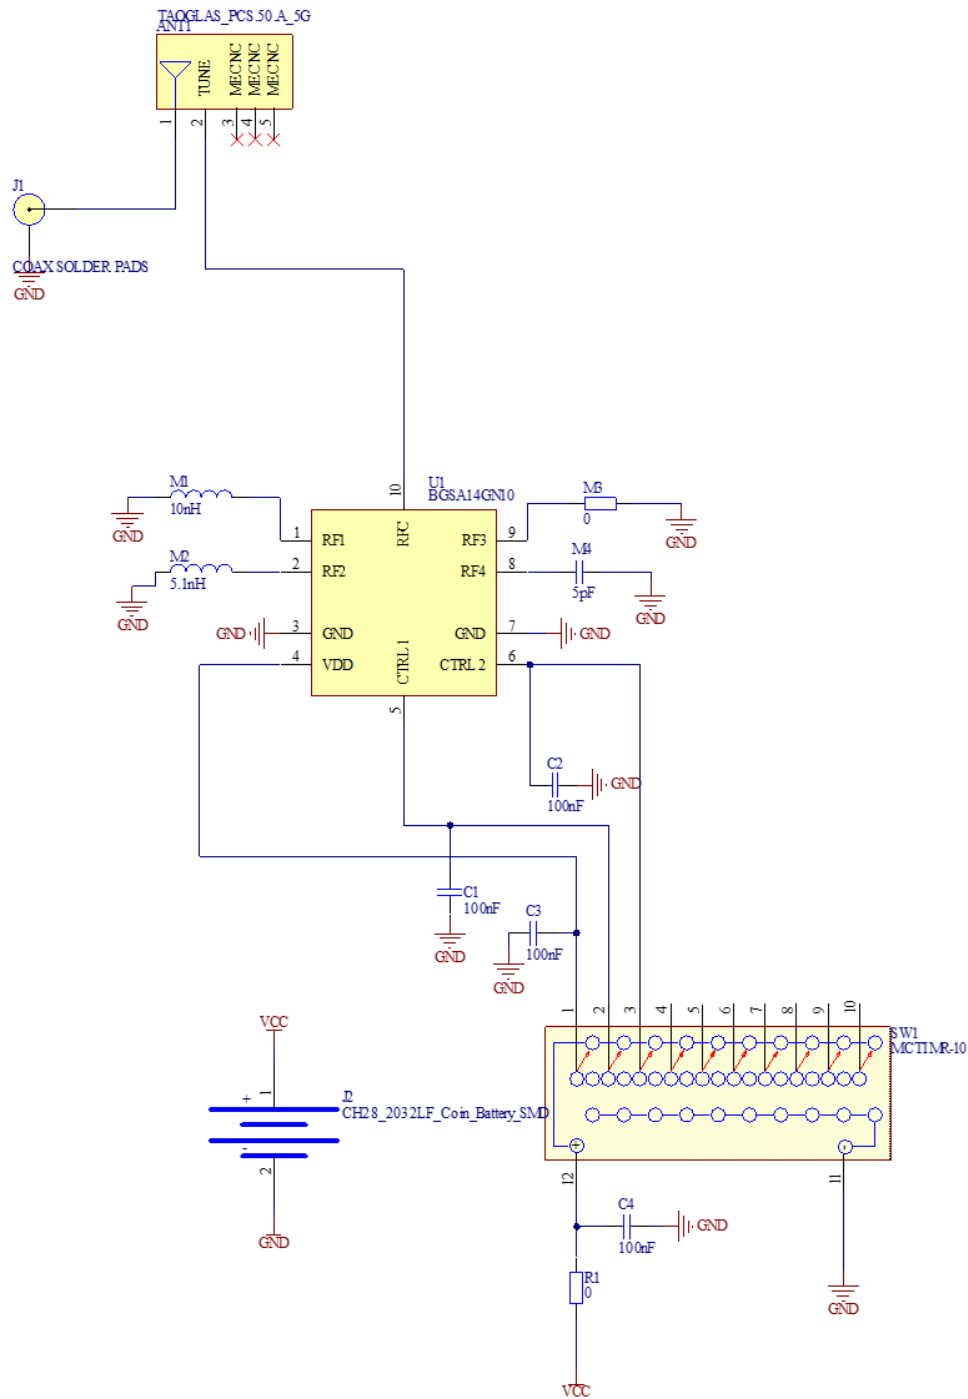 TAOGLAS_PCS.50.A_5G
ANT1
TUNE
MECNC
MECNC
MECNC
1
2
3
4
5
J1
COAX SOLDER PADS
GND
U1
BGSA14GN10
10
RFC
M1
10nH
GND
1
RF1
M2
5.1nH
GND
2
RF2
GND
3
GND
4
VDD
CTRL 1
5
M3
0
GND
9
RF3
M4
5pF
GND
8
RF4
GND
7
GND
6
CTRL 2
C2
100nF
GND
C1
100nF
GND
C3
100nF
GND
1
2
3
4
5
6
7
8
9
10
SW1
MCTIMR-10
+
-
12
11
VCC
1
+
-
2
J2
CH28_2032LF_Coin_Battery_SMD
GND
C4
100nF
GND
R1
0
VCC
GND